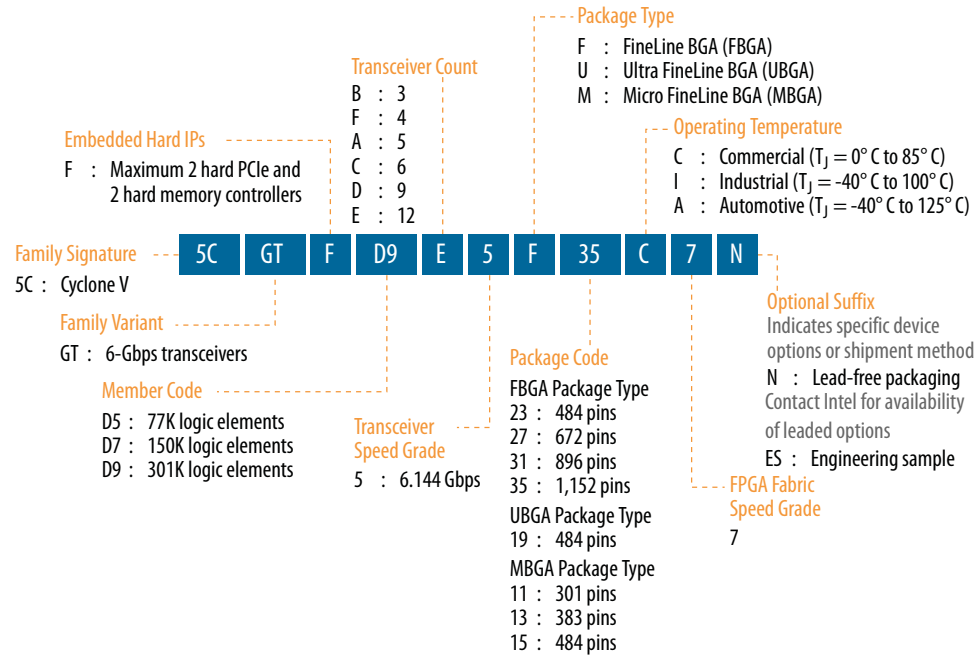 Package Type
F : FineLine BGA (FBGA)
U : Ultra FineLine BGA (UBGA)
M : Micro FineLine BGA (MBGA)
Transceiver Count
B : 3
F : 4
A : 5
C : 6
D : 9
E : 12
Embedded Hard IPs
F : Maximum 2 hard PCIe and
2 hard memory controllers
Operating Temperature
C : Commercial (TJ = 0° C to 85° C)
I : Industrial (TJ = -40° C to 100° C)
A : Automotive (TJ = -40° C to 125° C)
5C GT F D9 E 5 F 35 C 7 N
Family Signature
5C : Cyclone V
Family Variant
GT : 6-Gbps transceivers
Member Code
D5 : 77K logic elements
D7 : 150K logic elements
D9 : 301K logic elements
Transceiver
Speed Grade
5 : 6.144 Gbps
Package Code
FBGA Package Type
23 : 484 pins
27 : 672 pins
31 : 896 pins
35 : 1,152 pins
UBGA Package Type
19 : 484 pins
MBGA Package Type
11 : 301 pins
13 : 383 pins
15 : 484 pins
FPGA Fabric
Speed Grade
7
Optional Suffix
Indicates specific device
options or shipment method
N : Lead-free packaging
Contact Intel for availability
of leaded options
ES : Engineering sample